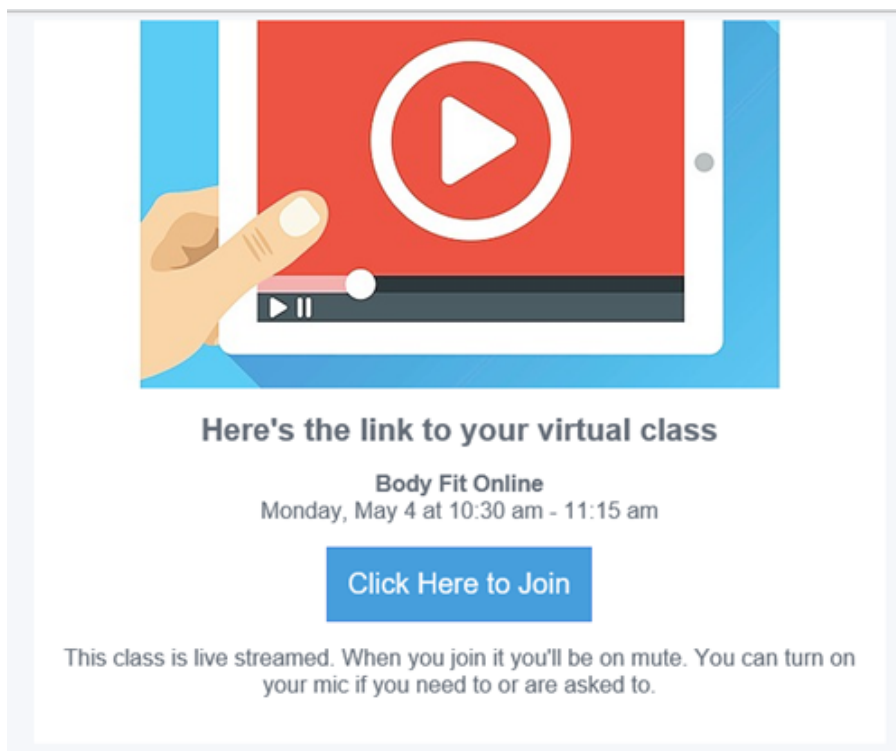 Here's the link to your virtual class
Body Fit Online
Monday, May 4 at 10:30 am - 11:15 am
Click Here to Join
This class is live streamed. When you join it you'll be on mute. You can turn on
your mic if you need to or are asked to.